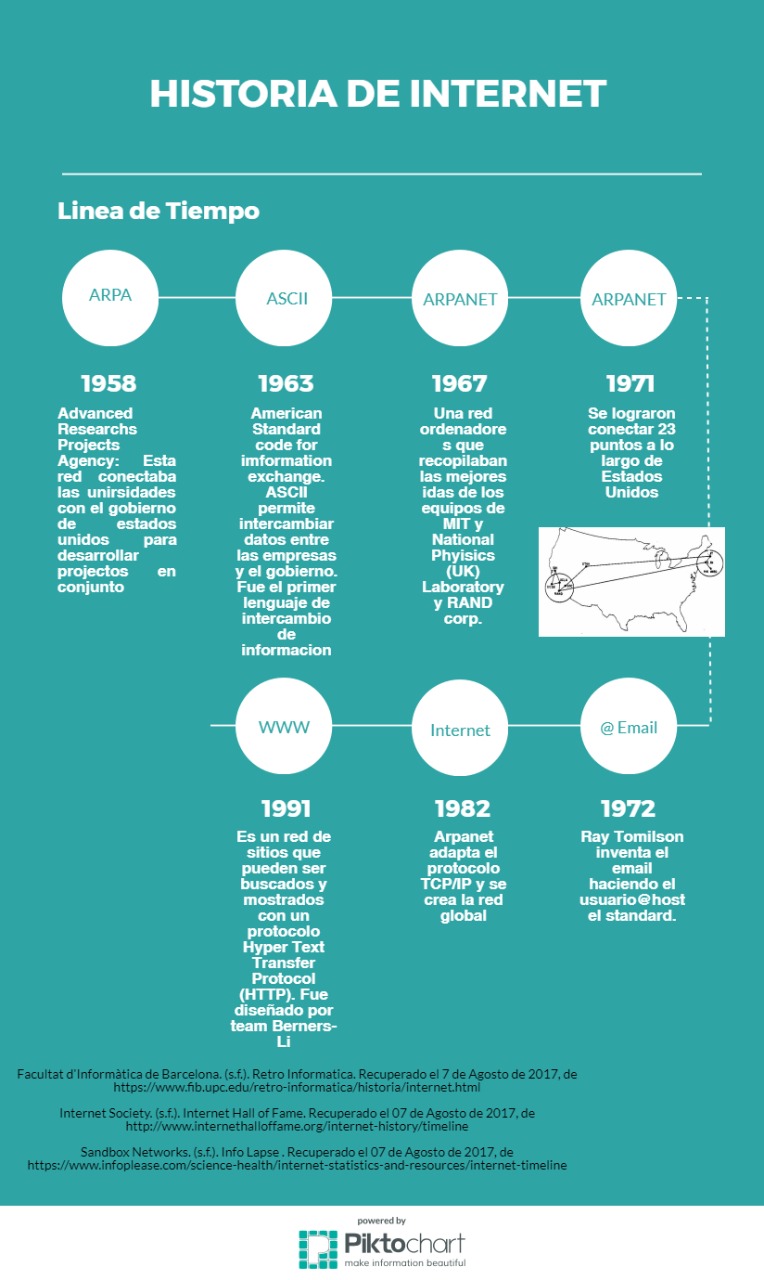 HISTORIA DE INTERNET
Linea de Tiempo
ARPA
1958
Advanced
Researchs
Projects
Agency: Esta
red conectaba
las unirsidades
con el gobierno
de estados
unidos para
desarrollar
projectos en
conjunto
ASCII
1963
American
Standard
code for
imformation
exchange.
ASCII
permite
intercambiar
datos entre
las empresas
y el gobierno.
Fue el primer
lenguaje de
intercambio
de
informacion
ARPANET
1967
Una red
ordenadore
s que
recopilaban
las mejores
idas de los
equipos de
MIT y
National
Phyisics
(UK)
Laboratory
y RAND
corp.
ARPANET
1971
Se lograron
conectar 23
puntos a lo
largo de
Estados
Unidos
@ Email
1972
Ray Tomilson
inventa el
email
haciendo el
usuario@host
el standard.
Internet
1982
Arpanet
adapta el
protocolo
TCP/IP y se
crea la red
global
WWW
1991
Es un red de
sitios que
pueden ser
buscados y
mostrados
con un
protocolo
Hyper Text
Transfer
Protocol
(HTTP). Fue
diseñado por
team Berners-
Li
Facultat d'Informàtica de Barcelona. (s.f.). Retro Informatica. Recuperado el 7 de Agosto de 2017, de
https://www.fib.upc.edu/retro-informatica/historia/internet.html
Internet Society. (s.f.). Internet Hall of Fame. Recuperado el 07 de Agosto de 2017, de
http://www.internethalloffame.org/internet-history/timeline
Sandbox Networks. (s.f.). Info Lapse . Recuperado el 07 de Agosto de 2017, de
https://www.infoplease.com/science-health/internet-statistics-and-resources/internet-timeline
powered by
Piktochart
make information beautiful